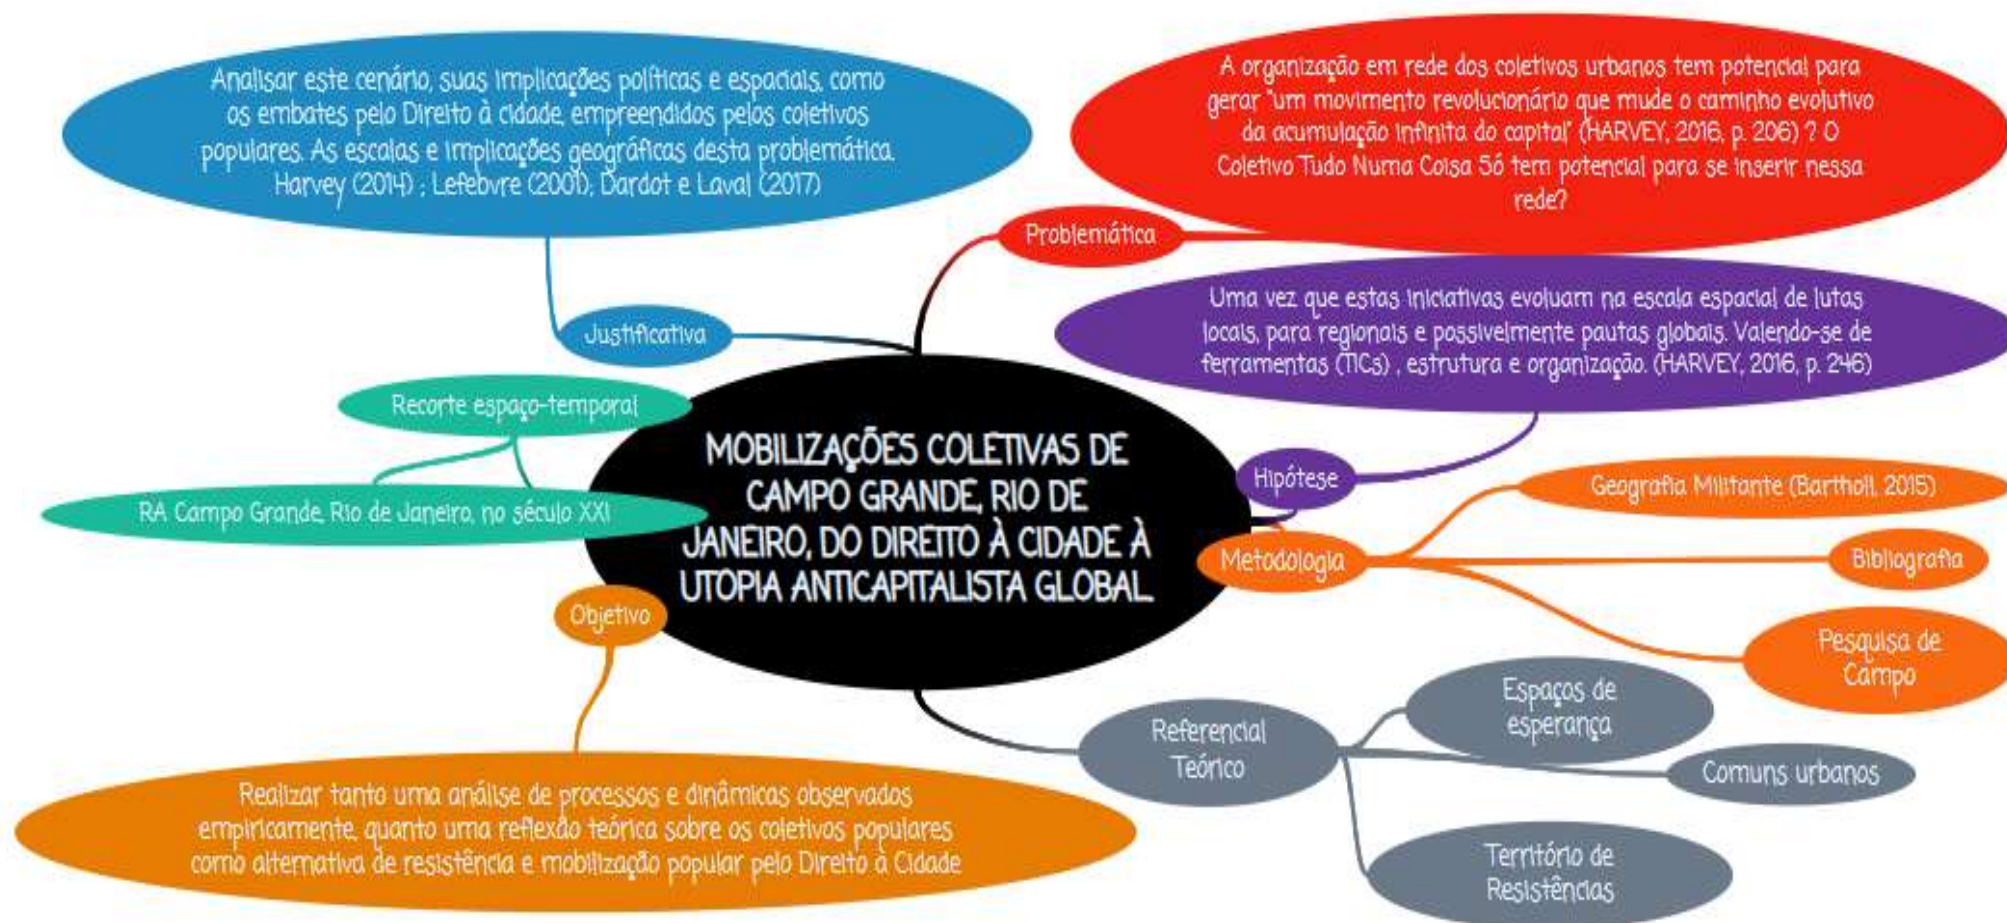 Analisar este cenário, suas implicações políticas e espaciais, como
os embates pelo Direito à cidade, empreendidos pelos coletivos
populares. As escalas e implicações geográficas desta problemática.
Harvey (2014) ; Lefebvre (2001); Dardot e Laval (2017)
Justificativa
A organização em rede dos coletivos urbanos tem potencial para
gerar "um movimento revolucionário que mude o caminho evolutivo
da acumulação infinita do capital" (HARVEY, 2016, p. 206) ? O
Coletivo Tudo Numa Coisa Só tem potencial para se inserir nessa
rede?
Problemática
Uma vez que estas iniciativas evoluam na escala espacial de lutas
locais, para regionais e possivelmente pautas globais. Valendo-se de
ferramentas (TICs) , estrutura e organização. (HARVEY, 2016, p. 246)
Hipótese
Recorte espaço-temporal
RA Campo Grande, Rio de Janeiro, no século XXI
MOBILIZAÇÕES COLETIVAS DE
CAMPO GRANDE, RIO DE
JANEIRO, DO DIREITO À CIDADE À
UTOPIA ANTICAPITALISTA GLOBAL.
Metodologia
Geografia Militante (Bartholl, 2015)
Bibliografia
Pesquisa de
Campo
Objetivo
Realizar tanto uma análise de processos e dinâmicas observados
empiricamente, quanto uma reflexão teórica sobre os coletivos populares
como alternativa de resistência e mobilização popular pelo Direito à Cidade
Referencial
Teórico
Espaços de
esperança
Comuns urbanos
Território de
Resistências